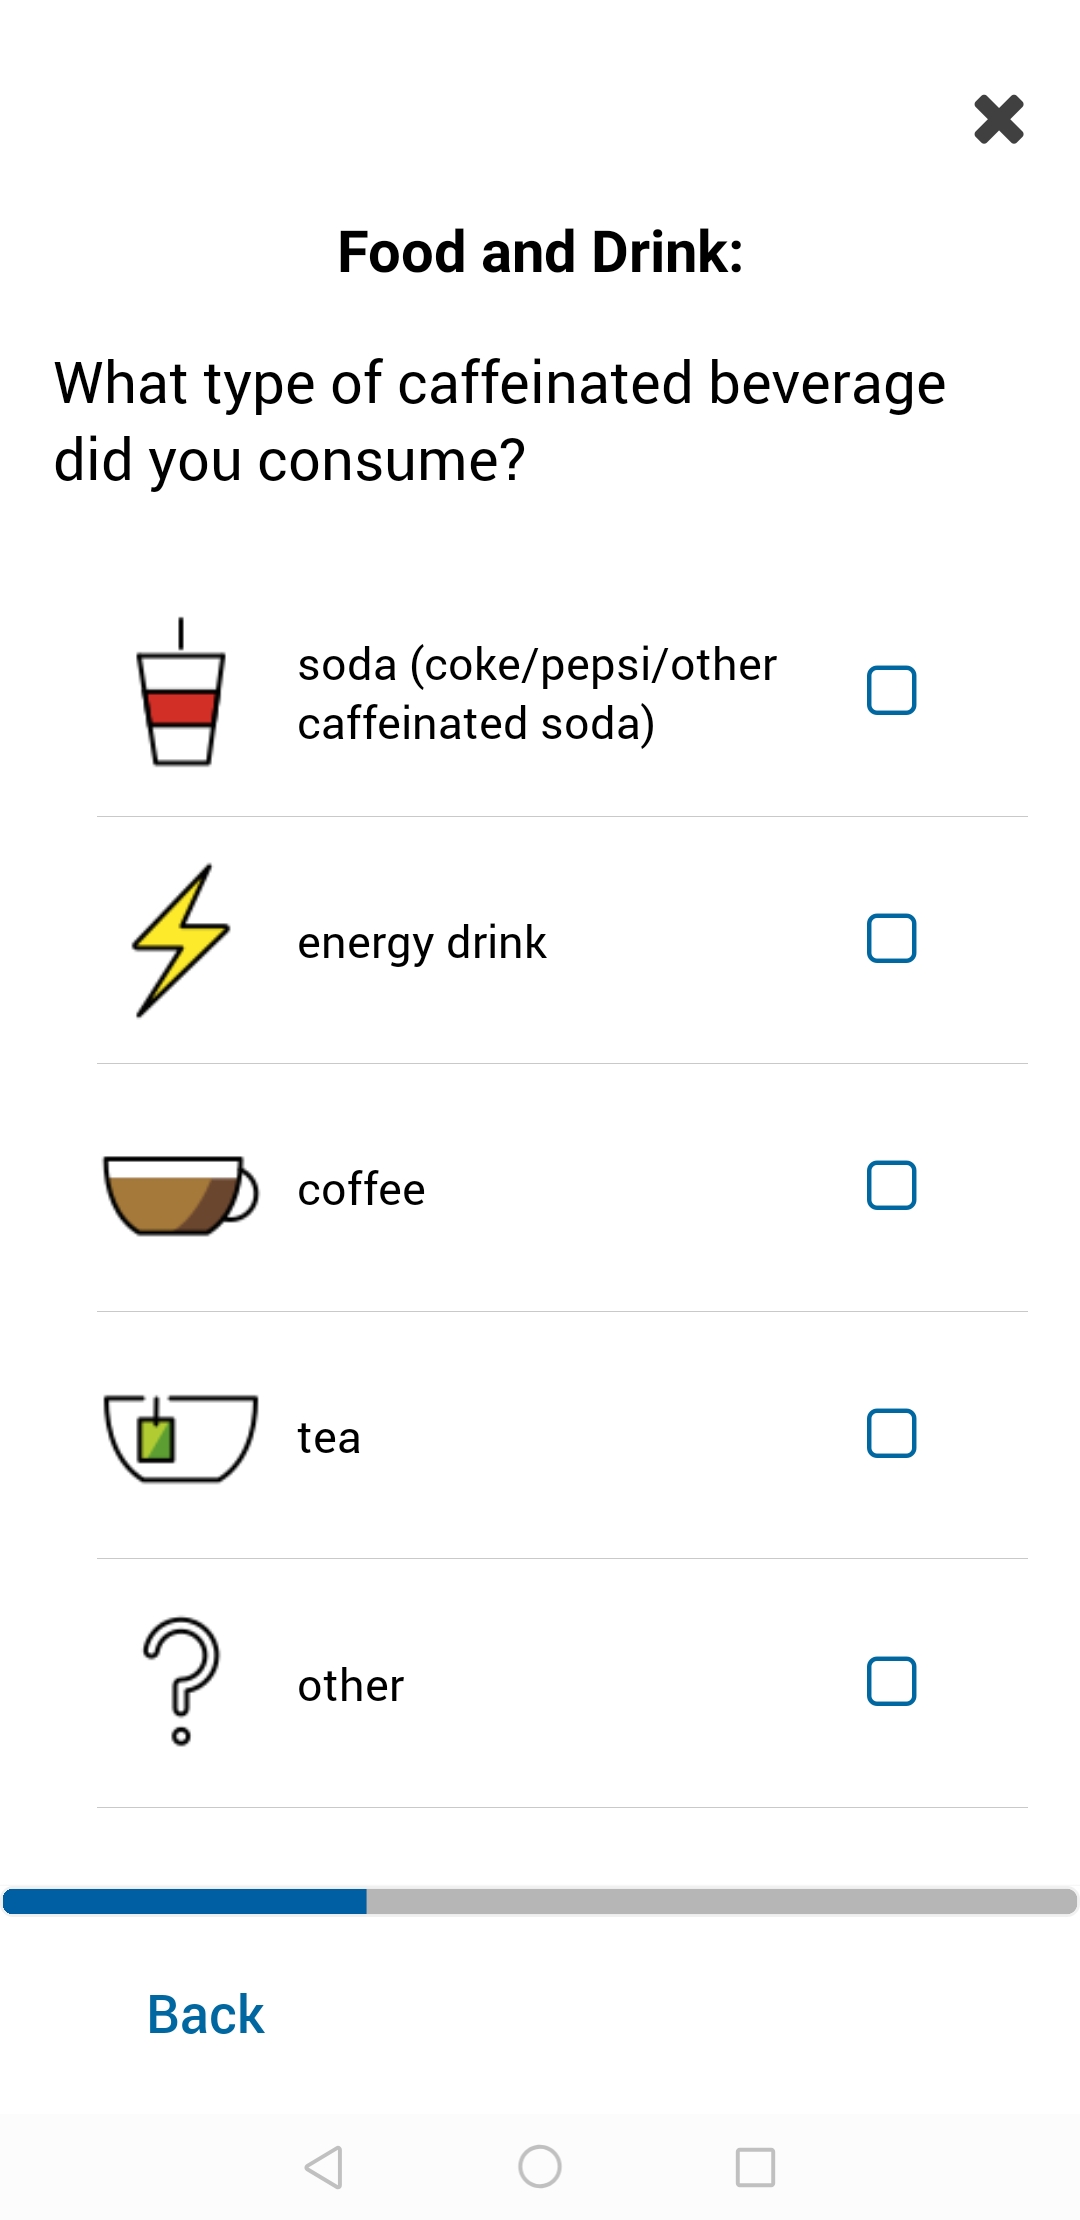 Food and Drink:
What type of caffeinated beverage
did you consume?
soda (coke/pepsi/other
caffeinated soda)
energy drink
coffee
tea
other
Back